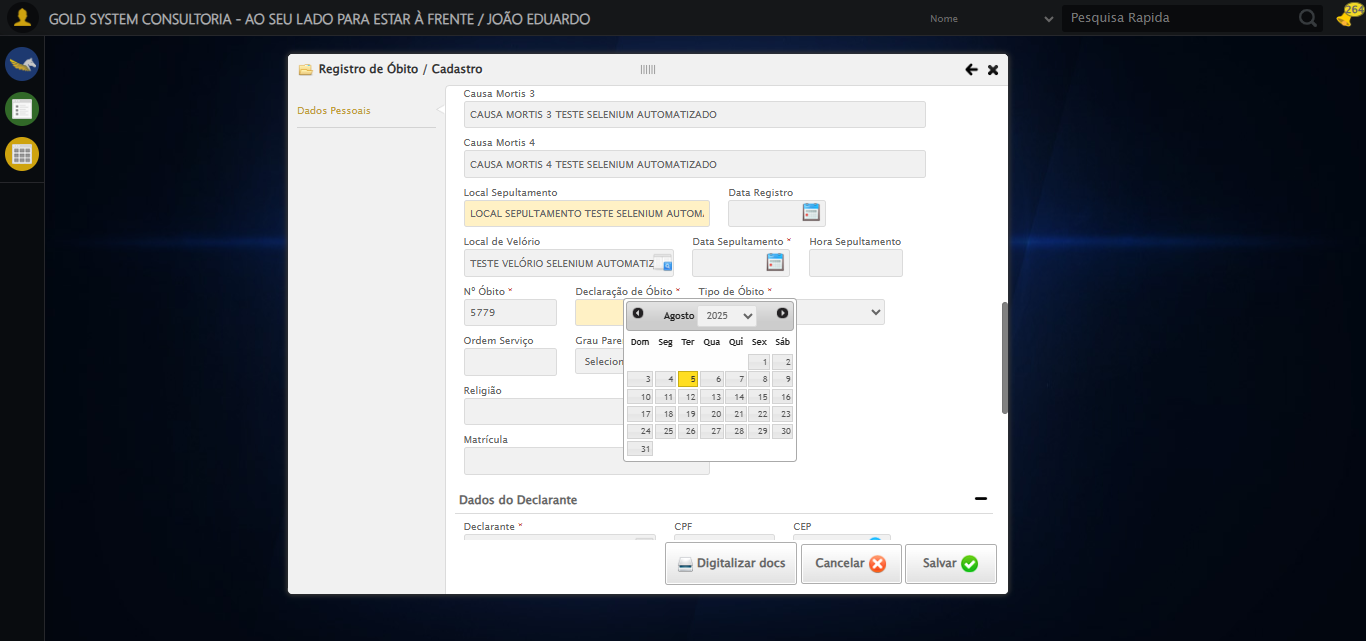 GOLD SYSTEM CONSULTORIA - AO SEU LADO PARA ESTAR À FRENTE / JOÃO EDUARDO
Nome
Pesquisa Rapida
264
Registro de Óbito / Cadastro
Dados Pessoais
Causa Mortis 3
CAUSA MORTIS 3 TESTE SELENIUM AUTOMATIZADO
Causa Mortis 4
CAUSA MORTIS 4 TESTE SELENIUM AUTOMATIZADO
Local Sepultamento Data Registro
LOCAL SEPULTAMENTO TESTE SELENIUM AUTOM
Local de Velório Data Sepultamento * Hora Sepultamento
TESTE VELÓRIO SELENIUM AUTOMATIZ
Nº Óbito * Declaração de Óbito * Tipo de Óbito *
5779
Agosto 2025
Dom Seg Ter Qua Qui Sex Sáb
1 2
3 4 5 6 7 8 9
10 11 12 13 14 15 16
17 18 19 20 21 22 23
24 25 26 27 28 29 30
31
Ordem Serviço Grau Pare
Selecion
Religião
Matrícula
Dados do Declarante
Declarante * CPF CEP
Digitalizar docs Cancelar Salvar